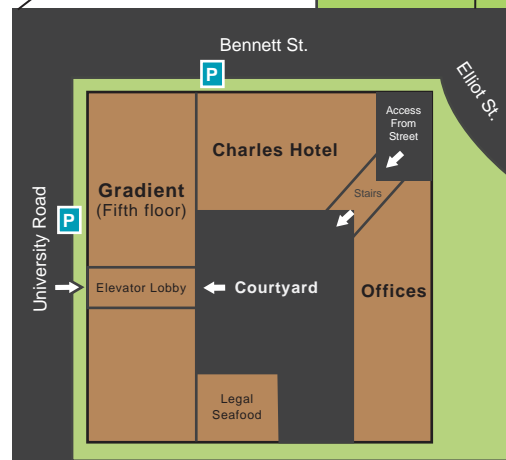 Bennett St.
Elliot St.
P
Access
From
Street
Charles Hotel
Gradient
(Fifth floor)
Stairs
P
University Road
Elevator Lobby
Courtyard
Offices
Legal
Seafood